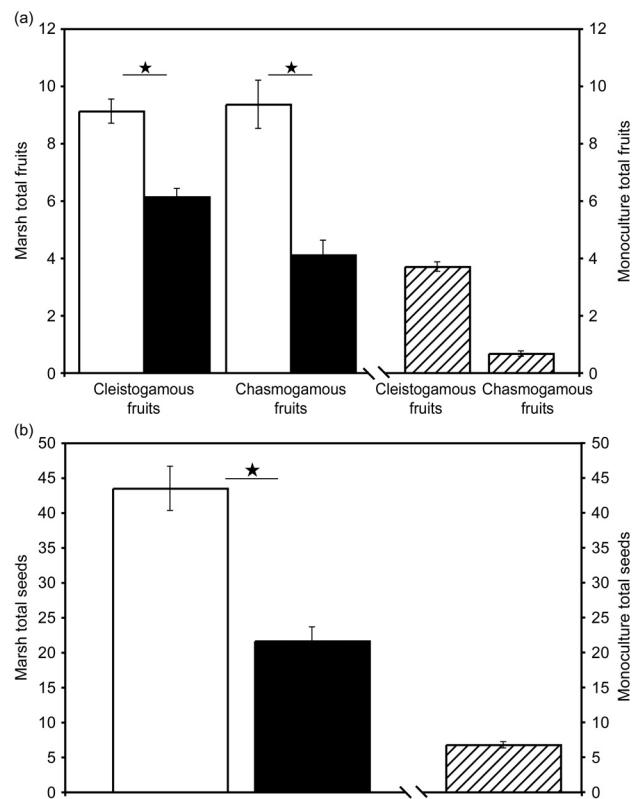 (a)
12
10
8
6
4
2
0
Marsh total fruits
12
10
8
6
4
2
0
Monoculture total fruits
Cleistogamous
fruits
Chasmogamous
fruits
Cleistogamous
fruits
Chasmogamous
fruits
(b)
50
45
40
35
30
25
20
15
10
5
0
Marsh total seeds
50
45
40
35
30
25
20
15
10
5
0
Monoculture total seeds